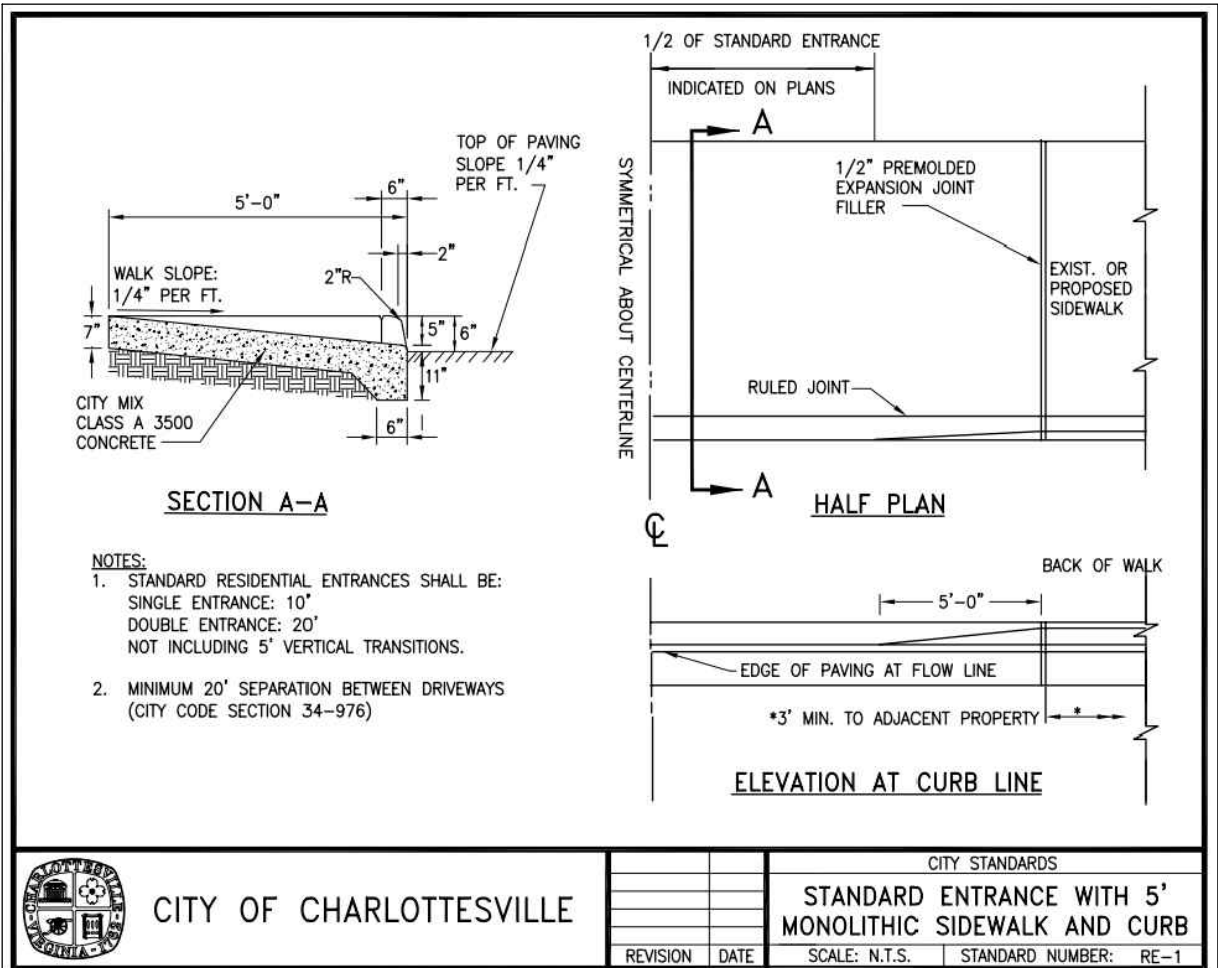 1/2 OF STANDARD ENTRANCE
INDICATED ON PLANS
A
SYMMETRICAL ABOUT CENTERLINE
1/2" PREMOLDED
EXPANSION JOINT
FILLER
EXIST. OR
PROPOSED
SIDEWALK
RULED JOINT
A
HALF PLAN
℄
TOP OF PAVING
SLOPE 1/4"
PER FT.
6"
5'-0"
2"
WALK SLOPE:
1/4" PER FT.
2"R
7"
5"
6"
11"
CITY MIX
CLASS A 3500
CONCRETE
6"
SECTION A-A
NOTES:
1. STANDARD RESIDENTIAL ENTRANCES SHALL BE:
SINGLE ENTRANCE: 10'
DOUBLE ENTRANCE: 20'
NOT INCLUDING 5' VERTICAL TRANSITIONS.
2. MINIMUM 20' SEPARATION BETWEEN DRIVEWAYS
(CITY CODE SECTION 34-976)
BACK OF WALK
5'-0"
EDGE OF PAVING AT FLOW LINE
*3' MIN. TO ADJACENT PROPERTY
*
ELEVATION AT CURB LINE
CHARLOTTESVILLE
VIRGINIA-1762
CITY OF CHARLOTTESVILLE
REVISION DATE
CITY STANDARDS
STANDARD ENTRANCE WITH 5'
MONOLITHIC SIDEWALK AND CURB
SCALE: N.T.S. STANDARD NUMBER: RE-1